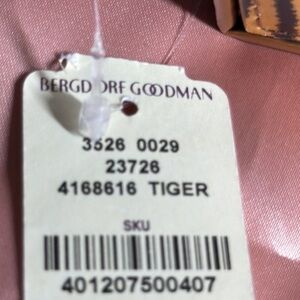 BERGDORF GOODMAN
3526 0029
23726
4168616 TIGER
SKU
401207500407